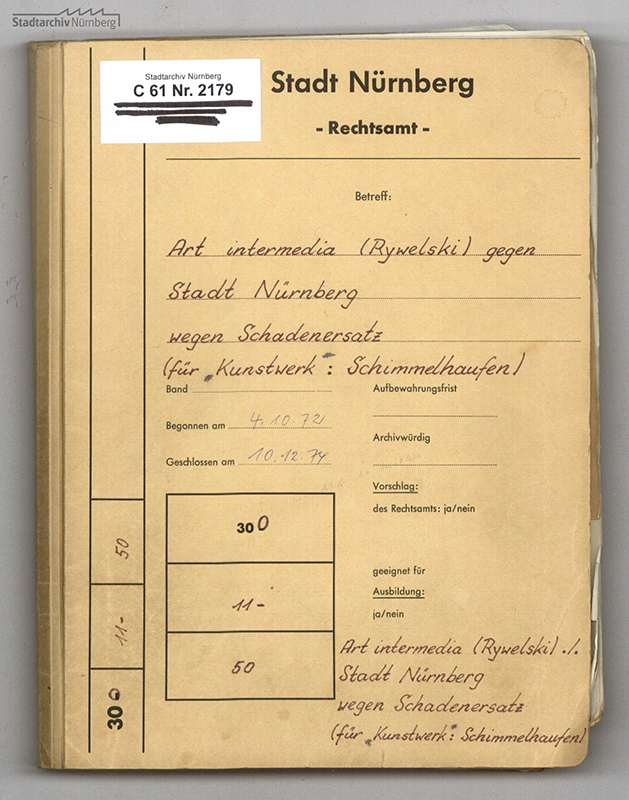 Stadtarchiv Nürnberg
Stadtarchiv Nürnberg
C 61 Nr. 2179
Stadt Nürnberg
- Rechtsamt -
Betreff:
Art intermedia (Rywelski) gegen
Stadt Nürnberg
wegen Schadenersatz
(für "Kunstwerk": Schimmelhaufen)
Band
Aufbewahrungsfrist
Begonnen am 4.10.72
Archivwürdig
Geschlossen am 10.12.74
Vorschlag:
des Rechtsamts: ja/nein
300
geeignet für
Ausbildung:
ja/nein
11-
50
Art intermedia (Rywelski) ./.
Stadt Nürnberg
wegen Schadenersatz
(für "Kunstwerk": Schimmelhaufen)
50
11-
300